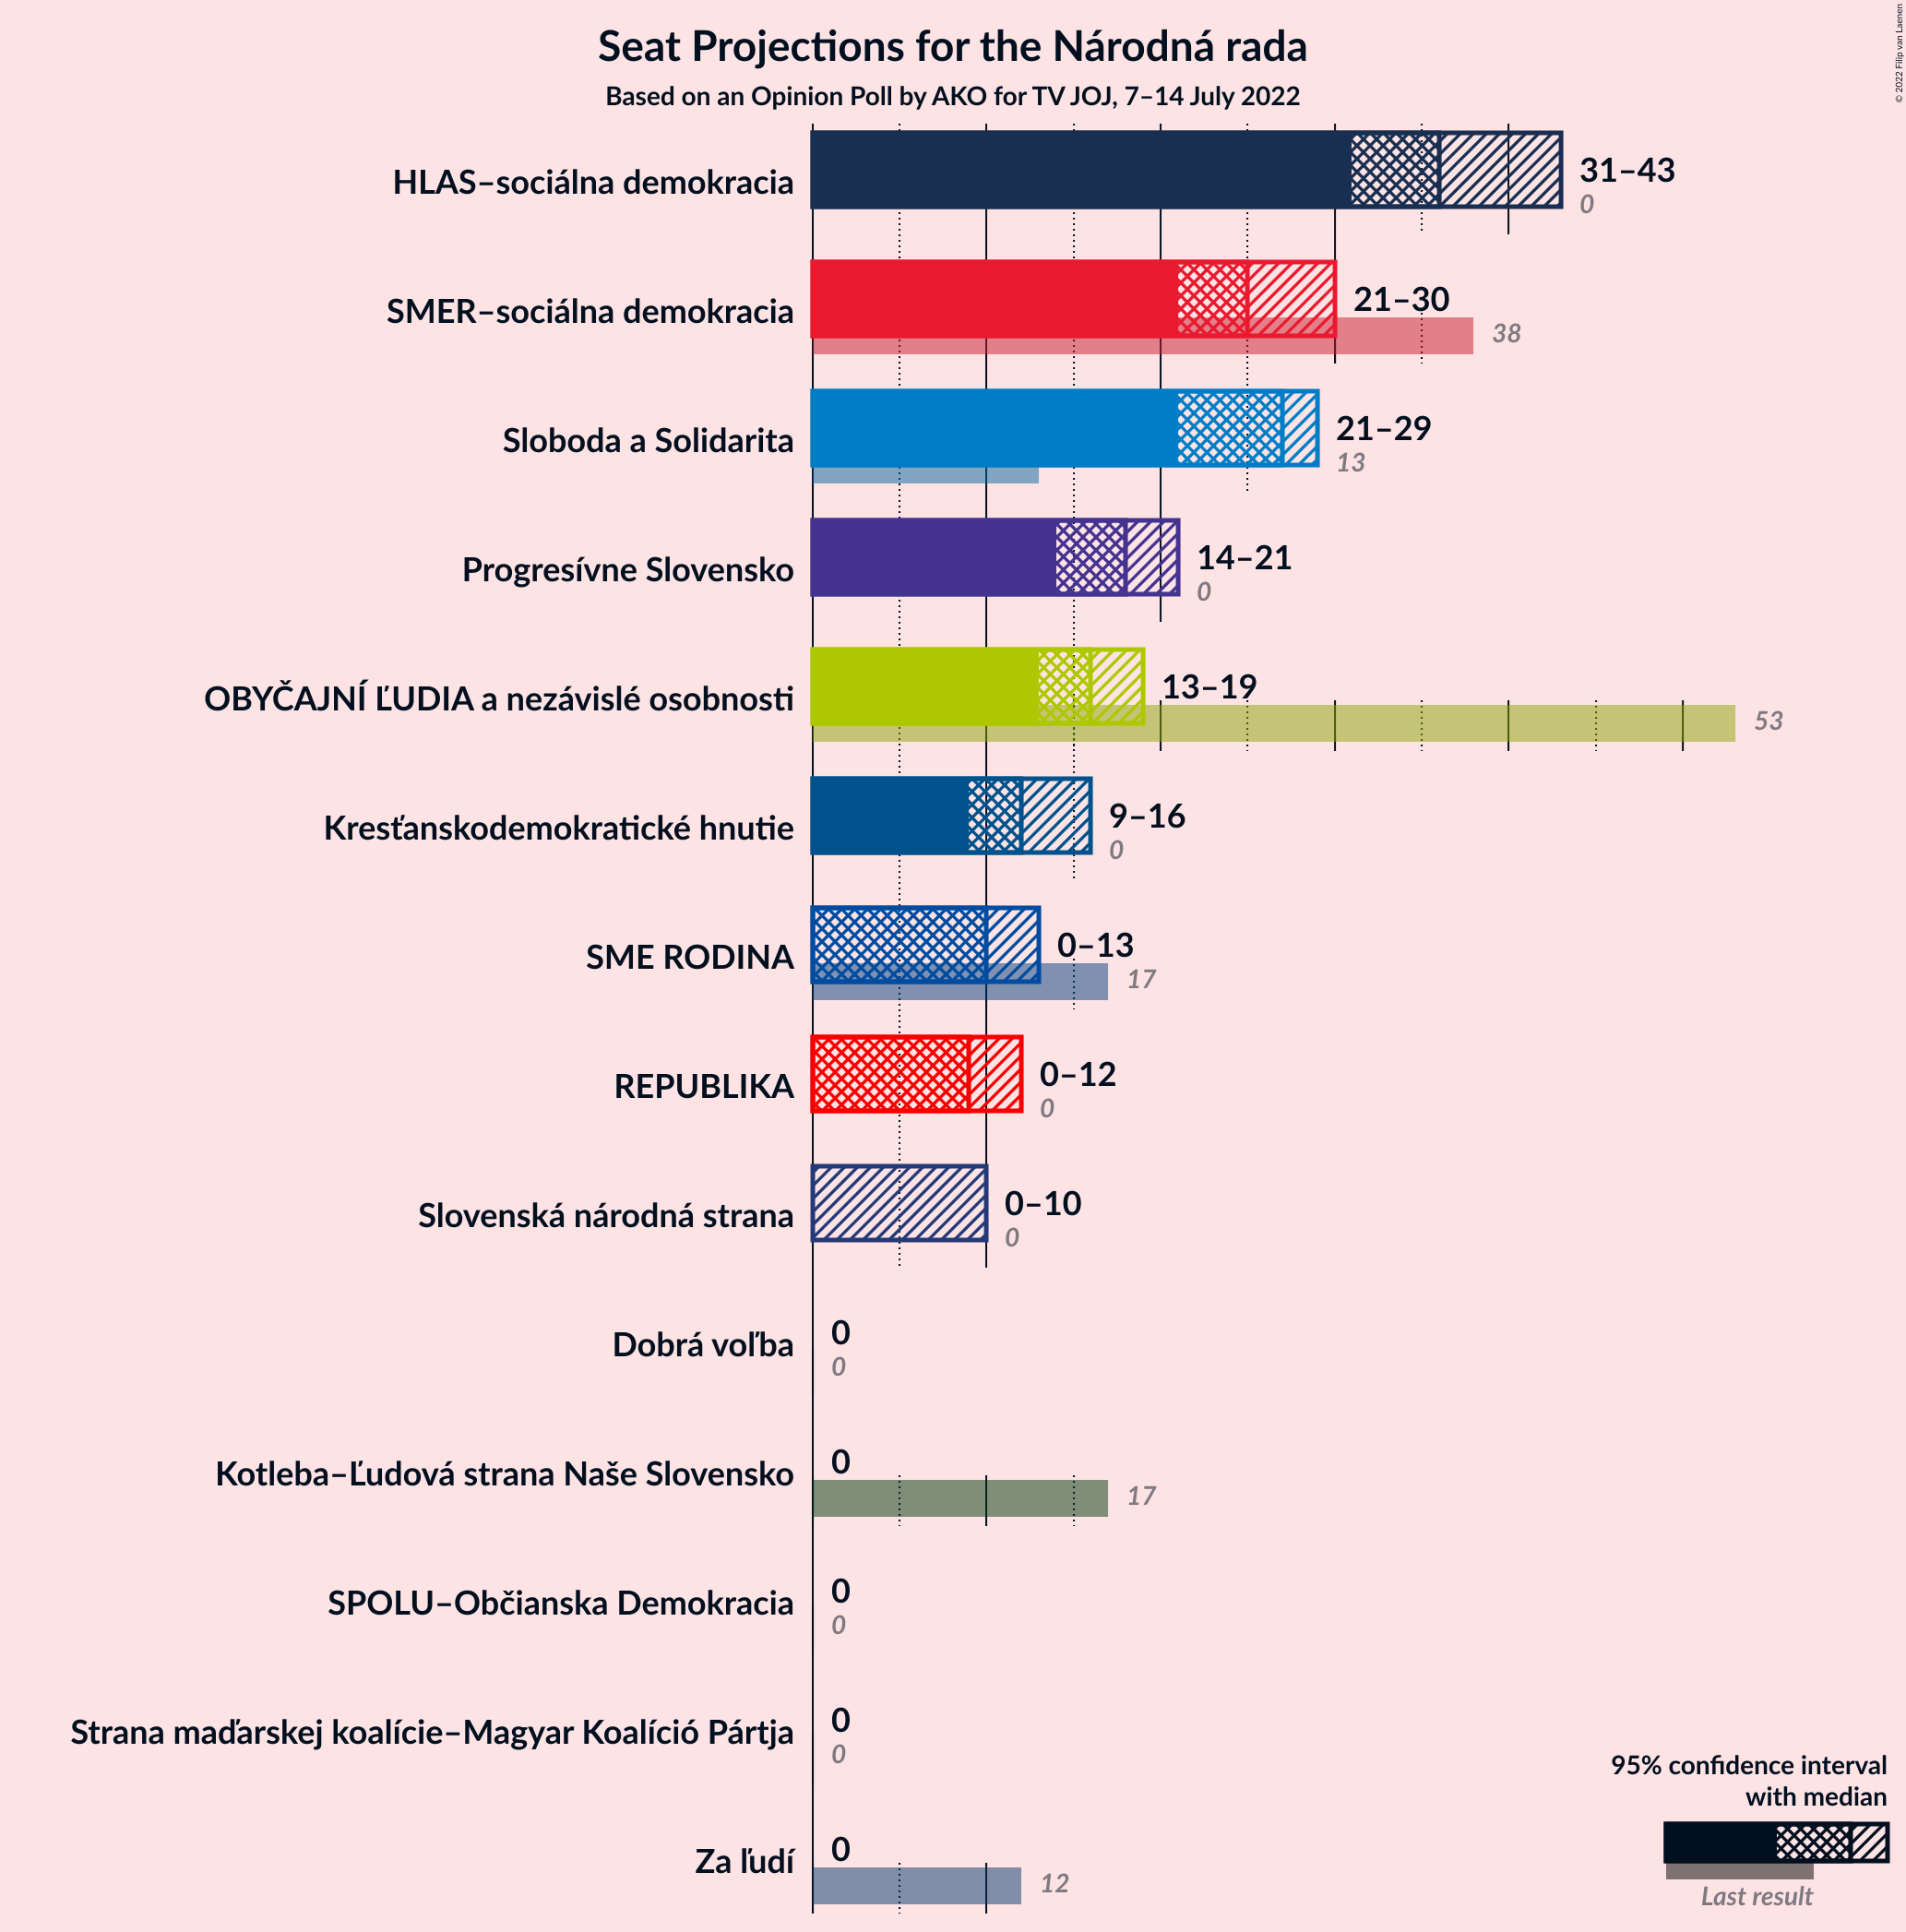 Seat Projections for the Národná rada
Based on an Opinion Poll by AKO for TV JOJ, 7–14 July 2022
© 2022 Filip van Laenen
HLAS–sociálna demokracia
31–43
0
SMER–sociálna demokracia
21–30
38
Sloboda a Solidarita
21–29
13
Progresívne Slovensko
14–21
0
OBYČAJNÍ ĽUDIA a nezávislé osobnosti
13–19
53
Kresťanskodemokratické hnutie
9–16
0
SME RODINA
0–13
17
REPUBLIKA
0–12
0
Slovenská národná strana
0–10
0
Dobrá voľba
0
0
Kotleba–Ľudová strana Naše Slovensko
0
17
SPOLU–Občianska Demokracia
0
0
Strana maďarskej koalície–Magyar Koalíció Pártja
0
0
Za ľudí
0
12
95% confidence interval
with median
Last result